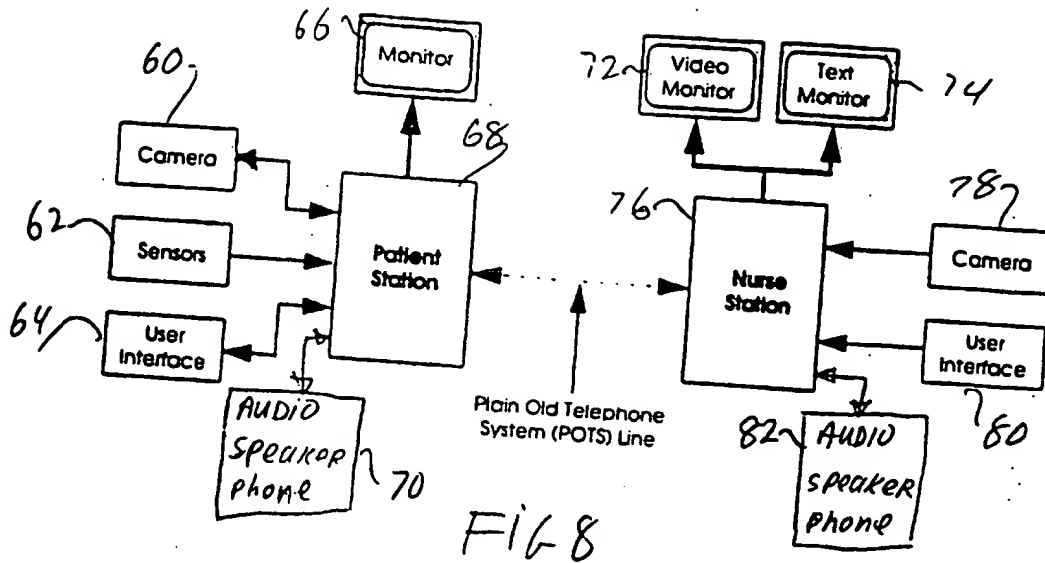 66
Monitor
60
Camera
68
62
Sensors
Patient
Station
64
User
Interface
AUDIO
speaker
phone
70
Plain Old Telephone
System (POTS) Line
72
Video
Monitor
Text
Monitor
74
76
Nurse
Station
78
Camera
User
Interface
80
82
AUDIO
speaker
phone
FIG 8